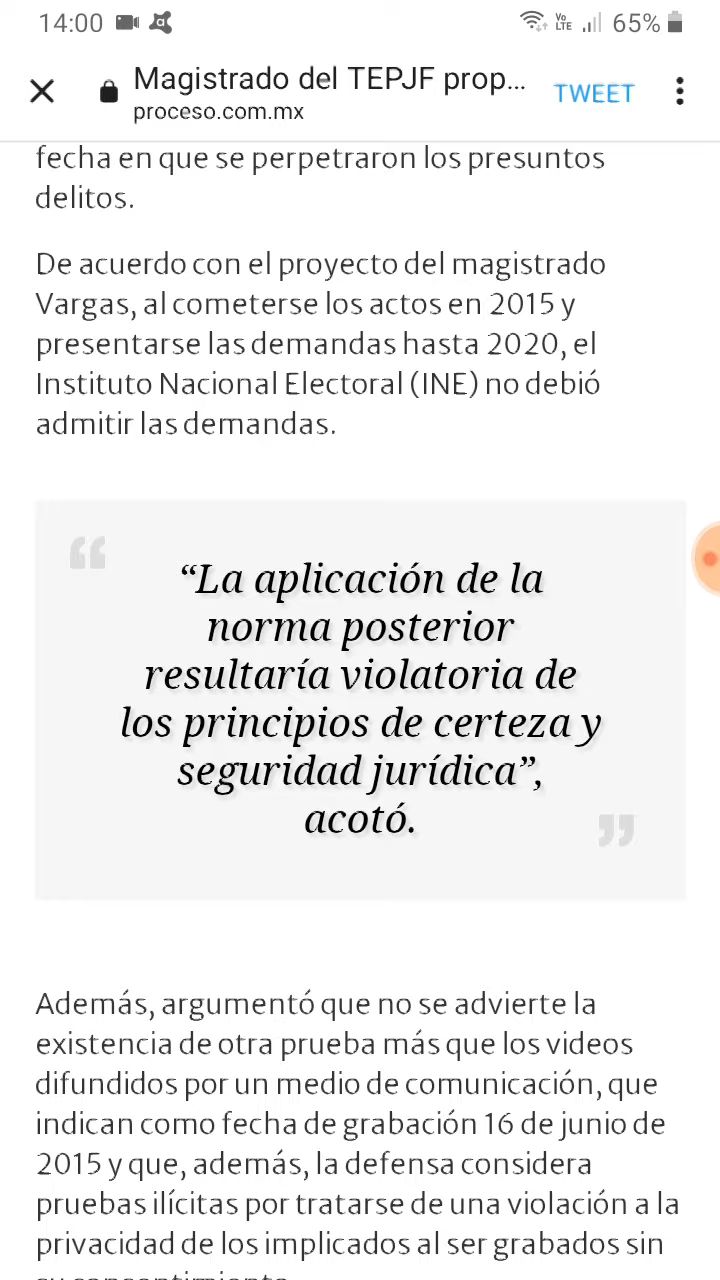 14:00
Vo LTE 65%
Magistrado del TEPJF prop...
TWEET
proceso.com.mx
fecha en que se perpetraron los presuntos
delitos.
De acuerdo con el proyecto del magistrado
Vargas, al cometerse los actos en 2015 y
presentarse las demandas hasta 2020, el
Instituto Nacional Electoral (INE) no debió
admitir las demandas.
“
“La aplicación de la
norma posterior
resultaría violatoria de
los principios de certeza y
seguridad jurídica”,
acotó.
”
Además, argumentó que no se advierte la
existencia de otra prueba más que los videos
difundidos por un medio de comunicación, que
indican como fecha de grabación 16 de junio de
2015 y que, además, la defensa considera
pruebas ilícitas por tratarse de una violación a la
privacidad de los implicados al ser grabados sin